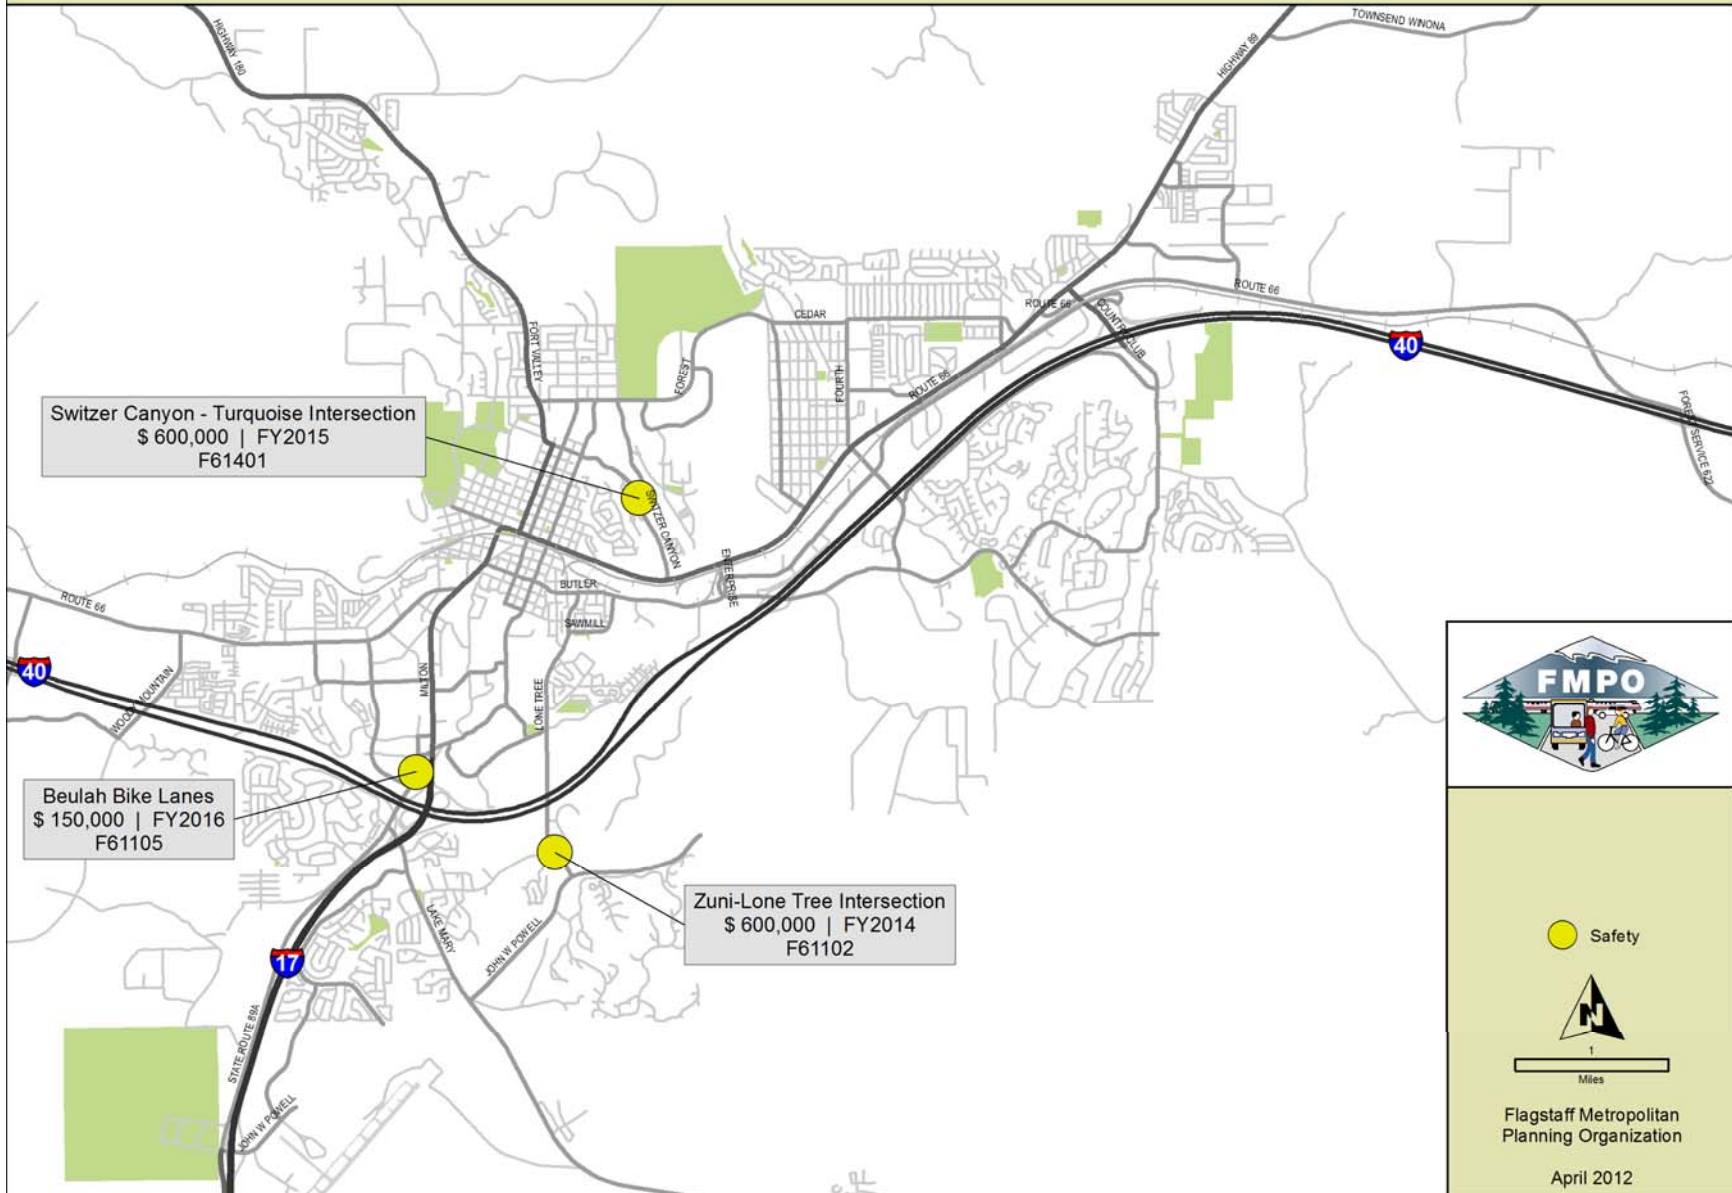 TOWNSEND WINONA
HIGHWAY 180
HIGHWAY 89
ROUTE 66
COUNTRY CLUB
ROUTE 66
40
CEDAR
FORT VALLEY
FOREST
FOURTH
ROUTE 66
FOREST SERVICE 622
Switzer Canyon - Turquoise Intersection
$ 600,000 | FY2015
F61401
SWITZER CANYON
ENTERPRISE
BUTLER
SAWMILL
ROUTE 66
40
WOODY MOUNTAIN
MILTON
LONE TREE
Beulah Bike Lanes
$ 150,000 | FY2016
F61105
Zuni-Lone Tree Intersection
$ 600,000 | FY2014
F61102
LAKE MARY
JOHN W POWELL
17
STATE ROUTE 89A
JOHN W POWELL
FMPO
Safety
N
1
Miles
Flagstaff Metropolitan
Planning Organization
April 2012